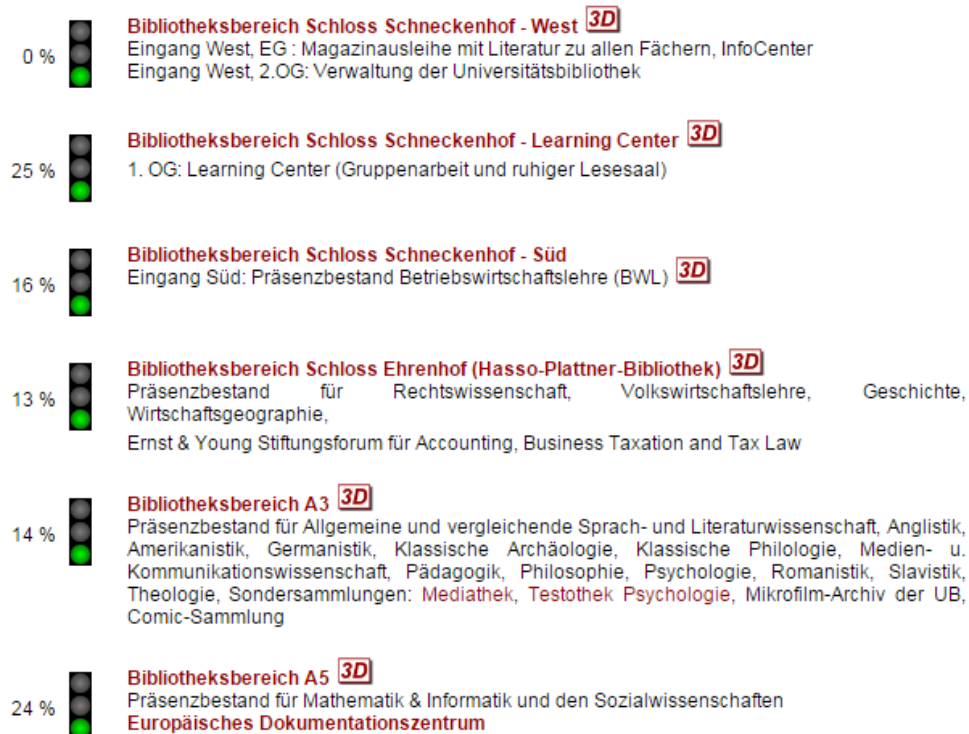 Bibliotheksbereich Schloss Schneckenhof - West 3D
0 %
Eingang West, EG : Magazinausleihe mit Literatur zu allen Fächern, InfoCenter
Eingang West, 2.OG: Verwaltung der Universitätsbibliothek
Bibliotheksbereich Schloss Schneckenhof - Learning Center 3D
25 %
1. OG: Learning Center (Gruppenarbeit und ruhiger Lesesaal)
Bibliotheksbereich Schloss Schneckenhof - Süd
16 %
Eingang Süd: Präsenzbestand Betriebswirtschaftslehre (BWL) 3D
Bibliotheksbereich Schloss Ehrenhof (Hasso-Plattner-Bibliothek) 3D
13 %
Präsenzbestand für Rechtswissenschaft, Volkswirtschaftslehre, Geschichte,
Wirtschaftsgeographie,
Ernst & Young Stiftungsforum für Accounting, Business Taxation and Tax Law
Bibliotheksbereich A3 3D
14 %
Präsenzbestand für Allgemeine und vergleichende Sprach- und Literaturwissenschaft, Anglistik,
Amerikanistik, Germanistik, Klassische Archäologie, Klassische Philologie, Medien- u.
Kommunikationswissenschaft, Pädagogik, Philosophie, Psychologie, Romanistik, Slavistik,
Theologie, Sondersammlungen: Mediathek, Testothek Psychologie, Mikrofilm-Archiv der UB,
Comic-Sammlung
Bibliotheksbereich A5 3D
24 %
Präsenzbestand für Mathematik & Informatik und den Sozialwissenschaften
Europäisches Dokumentationszentrum